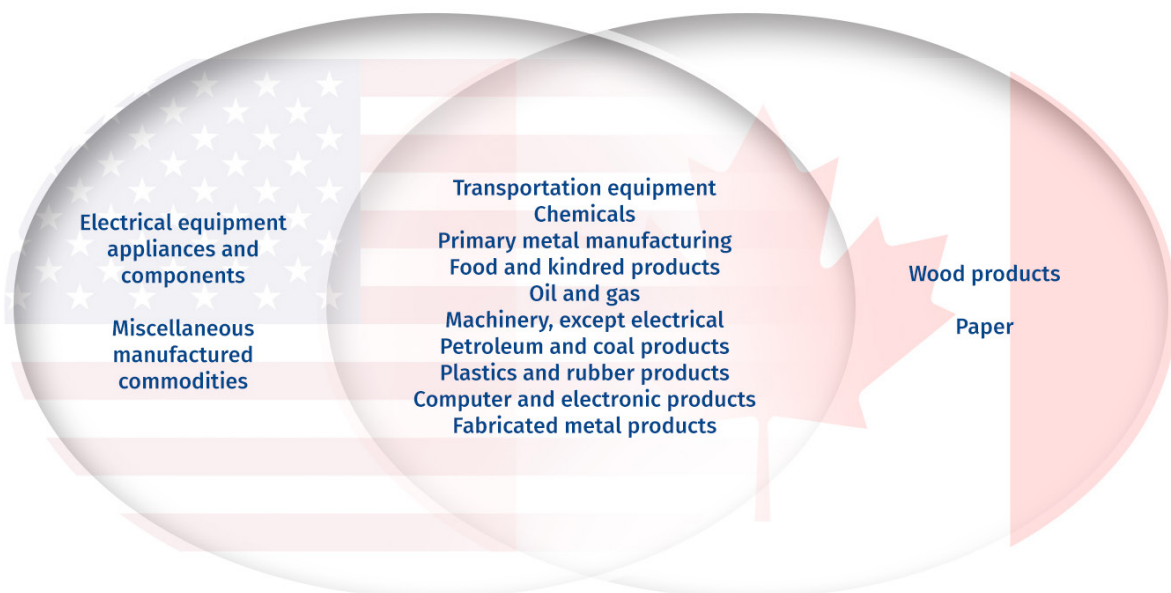 Electrical equipment
appliances and
components
Miscellaneous
manufactured
commodities
Transportation equipment
Chemicals
Primary metal manufacturing
Food and kindred products
Oil and gas
Machinery, except electrical
Petroleum and coal products
Plastics and rubber products
Computer and electronic products
Fabricated metal products
Wood products
Paper